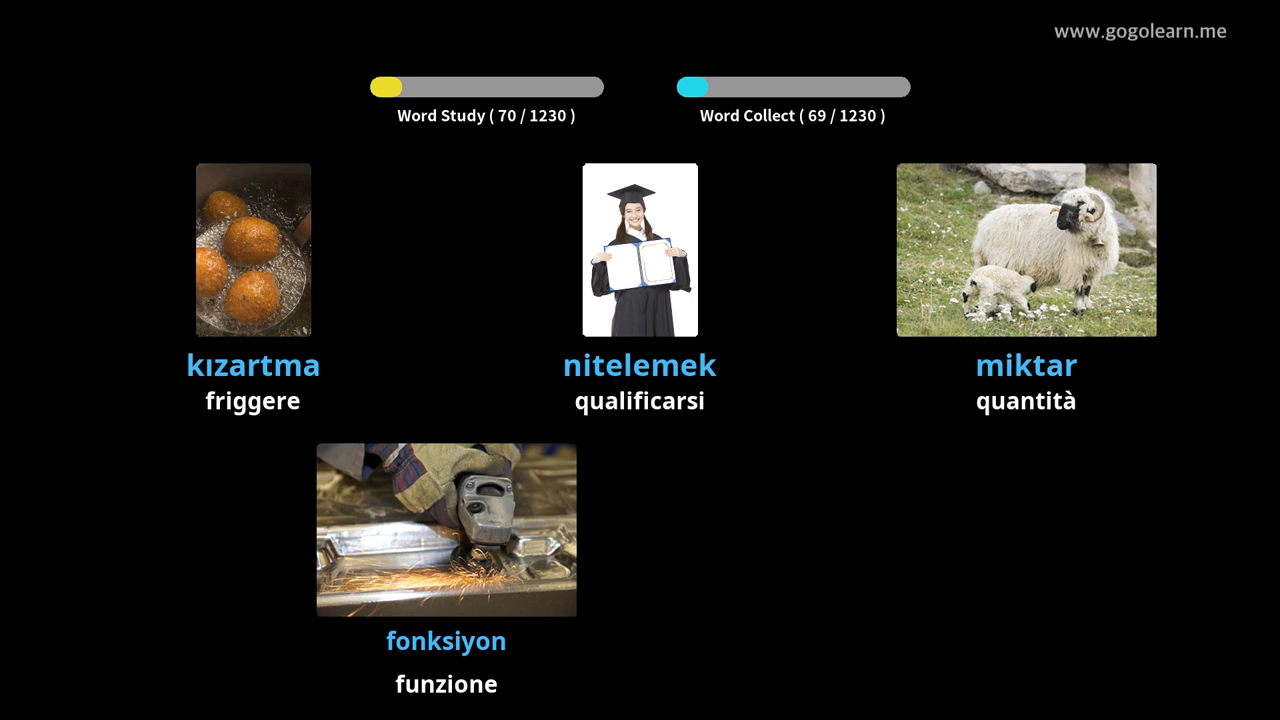 www.gogolearn.me
Word Study ( 70 / 1230 )
Word Collect ( 69 / 1230 )
kızartma
friggere
nitelemek
qualificarsi
miktar
quantità
fonksiyon
funzione